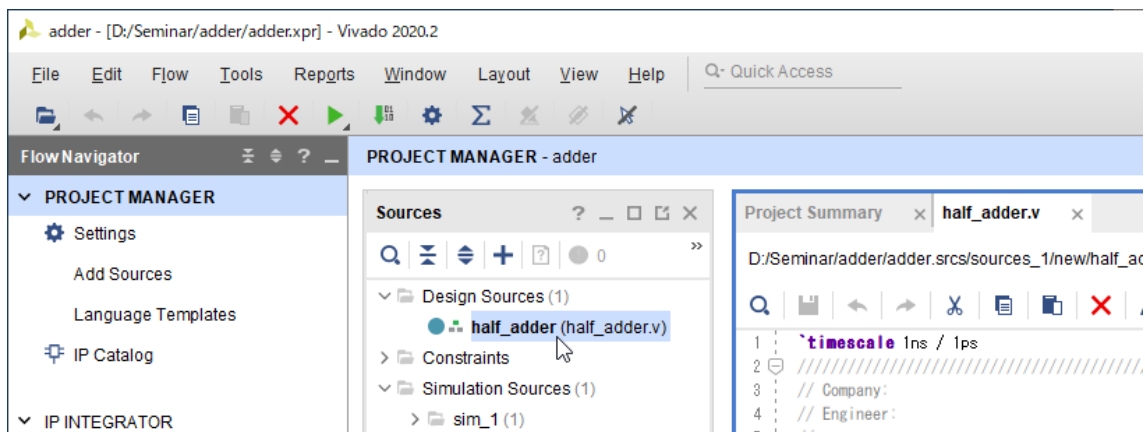 adder - [D:/Seminar/adder/adder.xpr] - Vivado 2020.2
File Edit Flow Tools Reports Window Layout View Help Quick Access
Flow Navigator
PROJECT MANAGER - adder
PROJECT MANAGER
Settings
Add Sources
Language Templates
IP Catalog
IP INTEGRATOR
Sources
0
Design Sources (1)
half_adder (half_adder.v)
Constraints
Simulation Sources (1)
sim_1 (1)
Project Summary half_adder.v
D:/Seminar/adder/adder.srcs/sources_1/new/half_ad
1 `timescale 1ns / 1ps
2 ////////////////////////////////////////////////
3 // Company:
4 // Engineer: